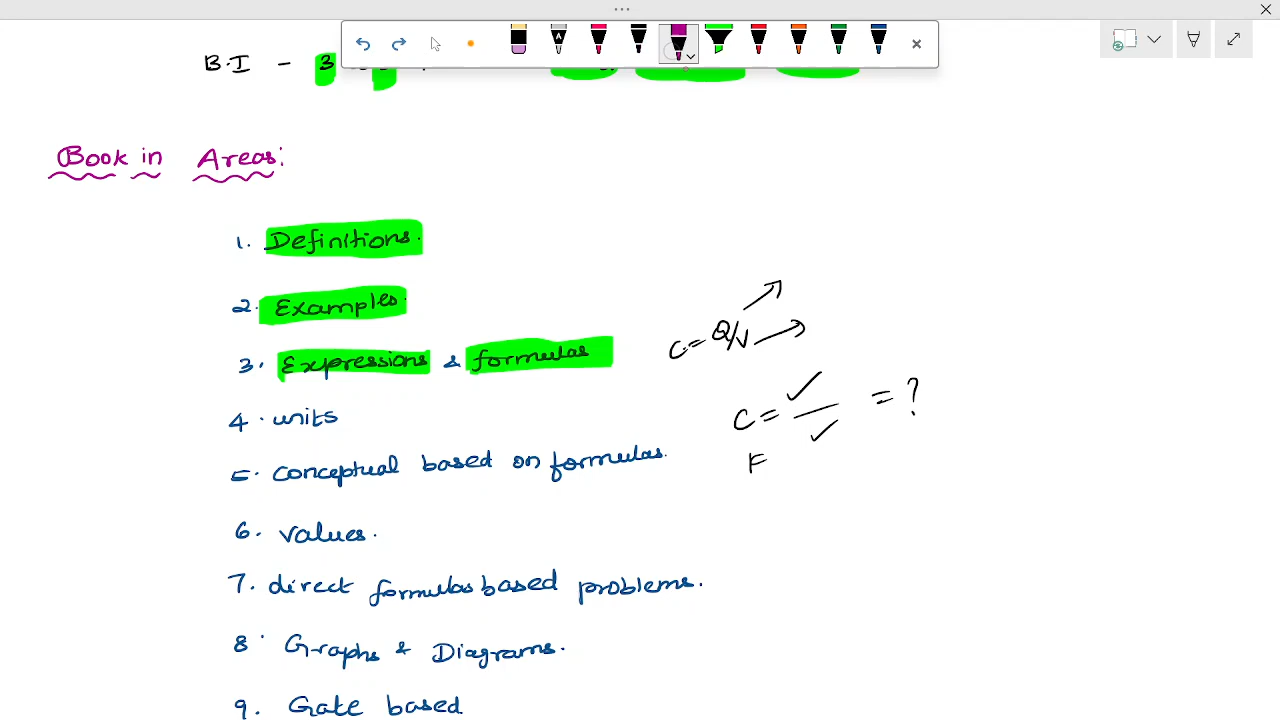 B.I - 3
Book in Areas:
1. Definitions.
2. Examples.
3. Expressions & formulas
C = Q/V
4. units
C = = ?
F
5. conceptual based on formulas.
6. values.
7. direct formulas based problems.
8. Graphs & Diagrams.
9. Gate based